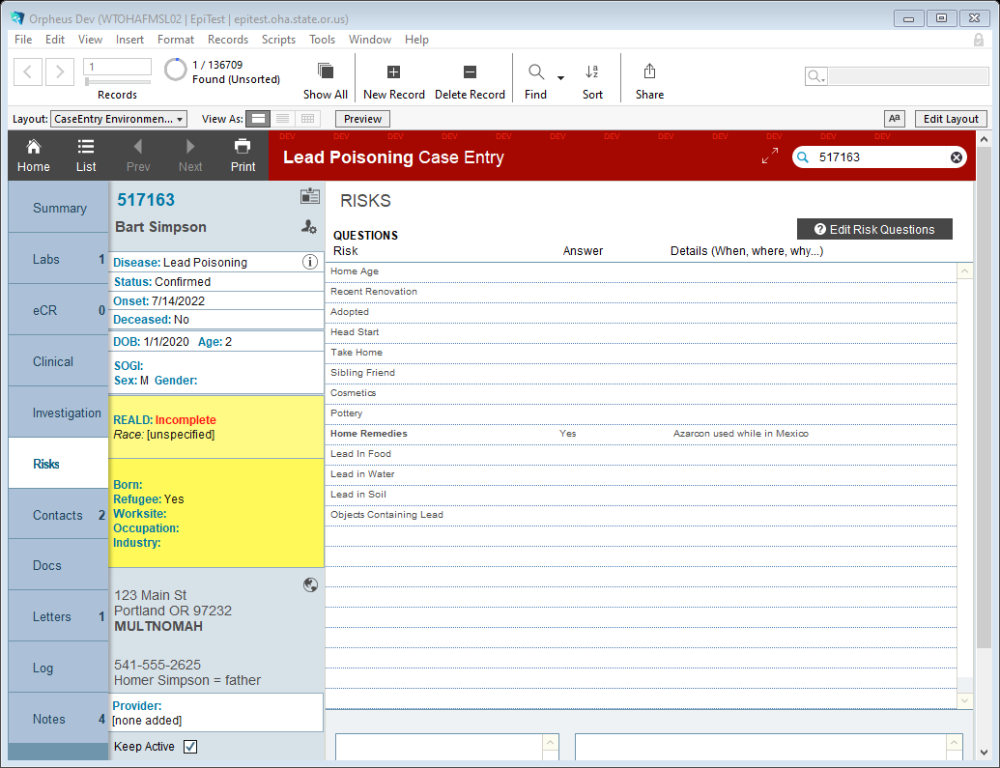 Orpheus Dev (WTOHAFMSL02 | EpiTest | epitest.oha.state.or.us)
File Edit View Insert Format Records Scripts Tools Window Help
1
1 / 136709
Found (Unsorted)
Records
Show All New Record Delete Record Find Sort Share
Layout: CaseEntry Environmen... View As: Preview Aa Edit Layout
DEV DEV DEV DEV DEV DEV DEV DEV DEV DEV DEV DEV
Home List Prev Next Print
Lead Poisoning Case Entry
517163
Summary
Labs 1
eCR 0
Clinical
Investigation
Risks
Contacts 2
Docs
Letters 1
Log
Notes 4
517163
Bart Simpson
Disease: Lead Poisoning
Status: Confirmed
Onset: 7/14/2022
Deceased: No
DOB: 1/1/2020 Age: 2
SOGI:
Sex: M Gender:
REALD: Incomplete
Race: [unspecified]
Born:
Refugee: Yes
Worksite:
Occupation:
Industry:
123 Main St
Portland OR 97232
MULTNOMAH
541-555-2625
Homer Simpson = father
Provider:
[none added]
Keep Active
RISKS
Edit Risk Questions
QUESTIONS
Risk Answer Details (When, where, why...)
Home Age
Recent Renovation
Adopted
Head Start
Take Home
Sibling Friend
Cosmetics
Pottery
Home Remedies Yes Azarcon used while in Mexico
Lead In Food
Lead in Water
Lead in Soil
Objects Containing Lead